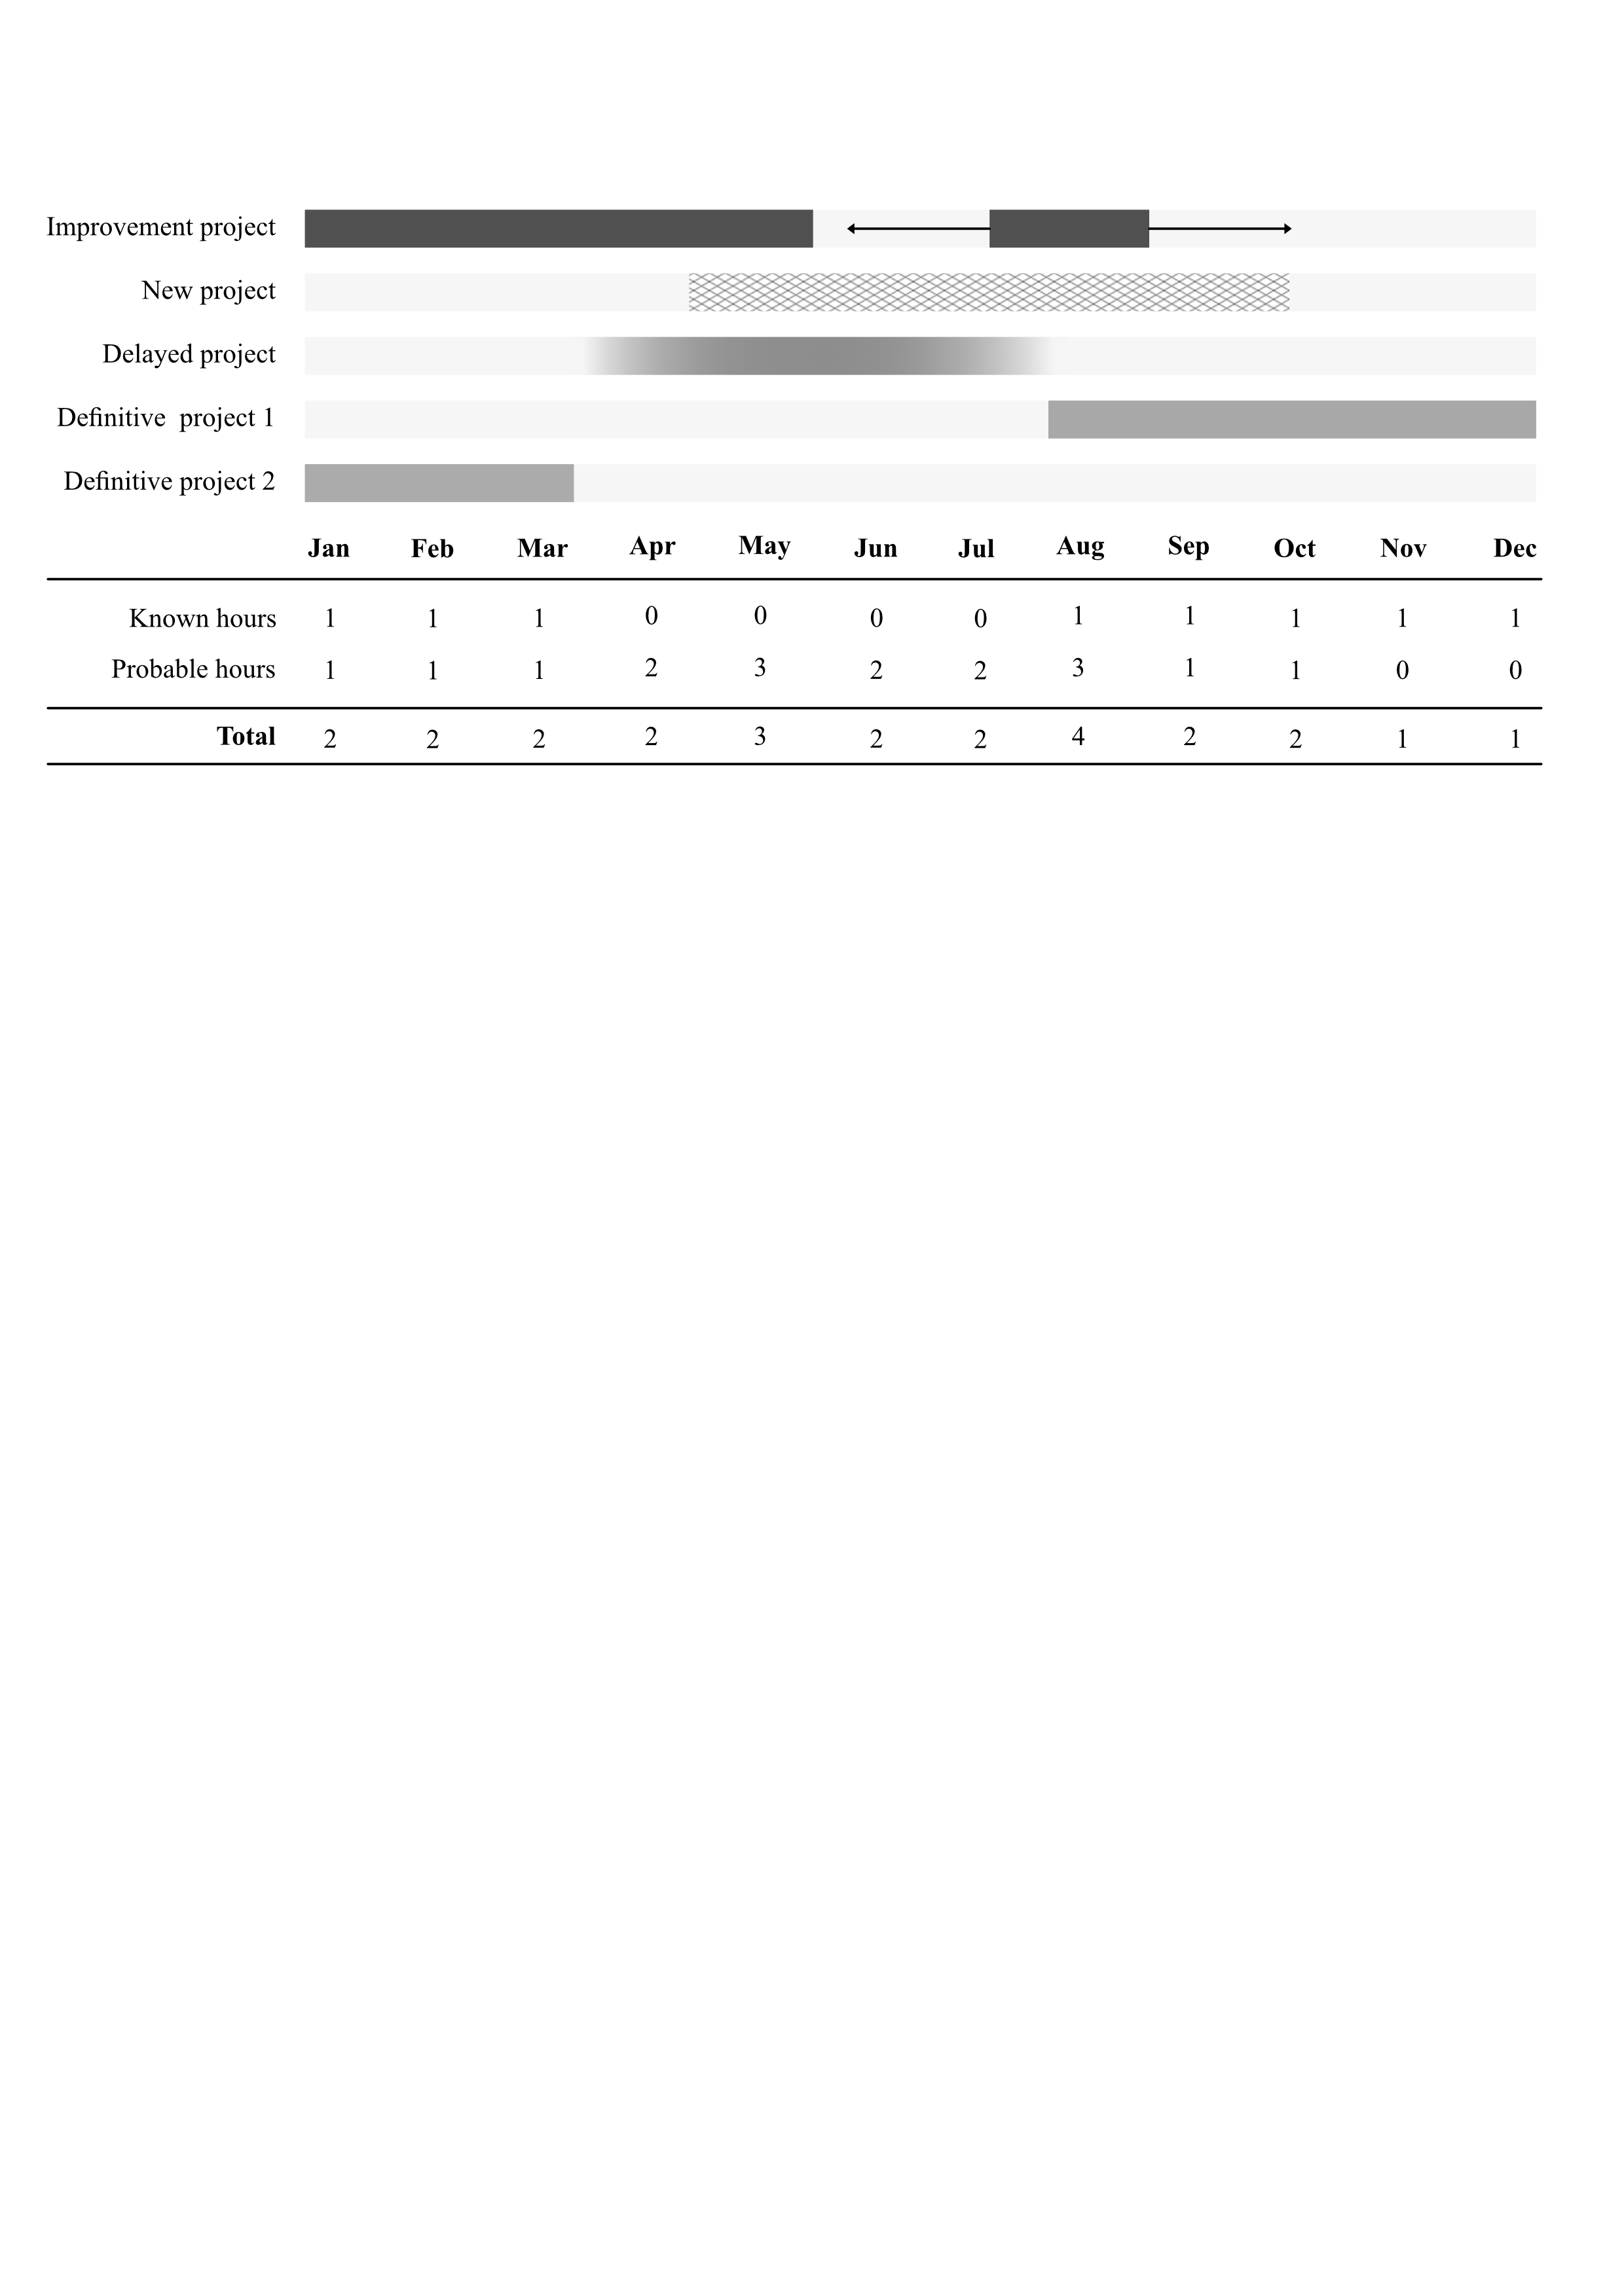 Improvement project
New project
Delayed project
Definitive  project 1
Definitive project 2
Jan Feb Mar Apr May Jun Jul Aug Sep Oct Nov Dec
Known hours 1 1 1 0 0 0 0 1 1 1 1 1
Probable hours 1 1 1 2 3 2 2 3 1 1 0 0
Total 2 2 2 2 3 2 2 4 2 2 1 1